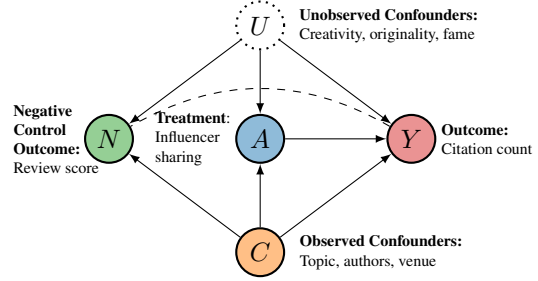 U
Unobserved Confounders:
Creativity, originality, fame
Negative
Control
Outcome:
Review score
N
Treatment:
Influencer
sharing
A
Y
Outcome:
Citation count
C
Observed Confounders:
Topic, authors, venue